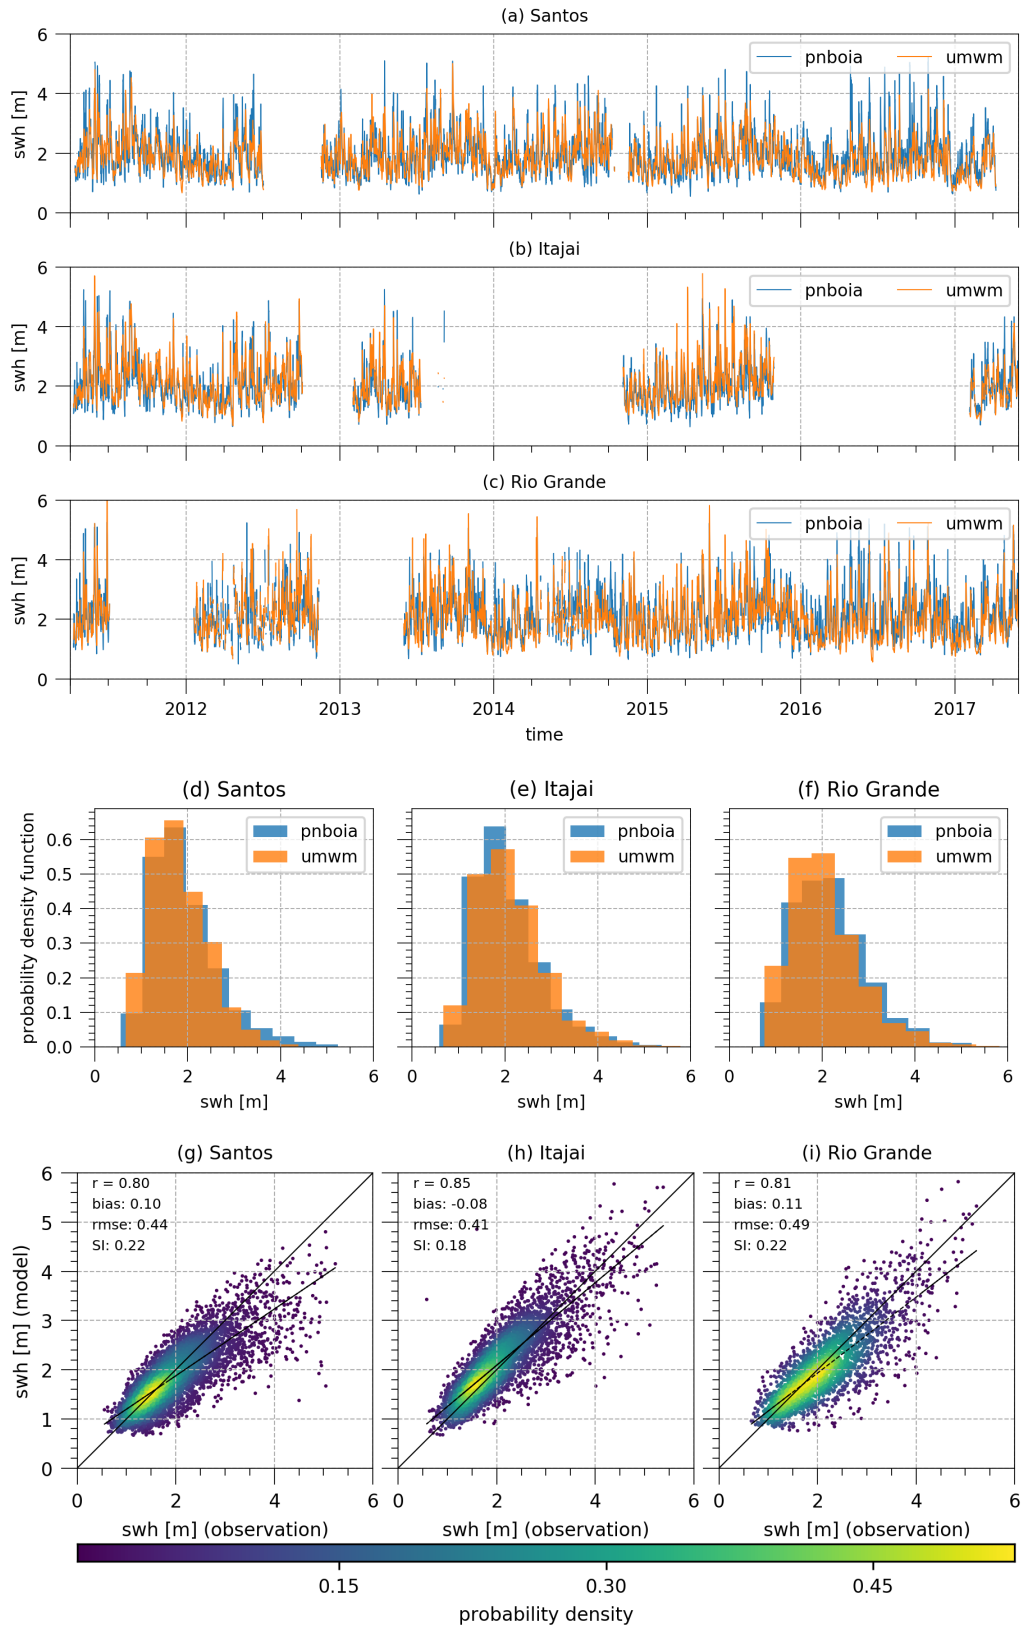 (a) Santos
6
4
2
0
swh [m]
pnboia umwm
(b) Itajai
6
4
2
0
swh [m]
pnboia umwm
(c) Rio Grande
6
4
2
0
swh [m]
pnboia umwm
2012 2013 2014 2015 2016 2017
time
(d) Santos
0.6
0.5
0.4
0.3
0.2
0.1
0.0
probability density function
pnboia
umwm
0 2 4 6
swh [m]
(e) Itajai
pnboia
umwm
0 2 4 6
swh [m]
(f) Rio Grande
pnboia
umwm
0 2 4 6
swh [m]
(g) Santos
6
5
4
3
2
1
0
swh [m] (model)
r = 0.80
bias: 0.10
rmse: 0.44
SI: 0.22
0 2 4 6
swh [m] (observation)
(h) Itajai
r = 0.85
bias: -0.08
rmse: 0.41
SI: 0.18
0 2 4 6
swh [m] (observation)
(i) Rio Grande
r = 0.81
bias: 0.11
rmse: 0.49
SI: 0.22
0 2 4 6
swh [m] (observation)
0.15 0.30 0.45
probability density